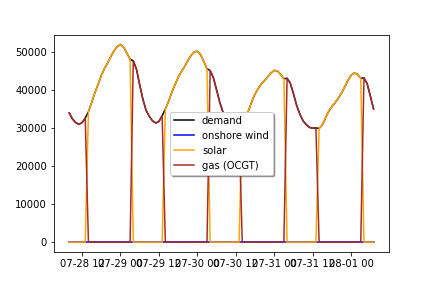 50000
40000
30000
20000
10000
0
demand
onshore wind
solar
gas (OCGT)
07-28 12 07-29 00 07-29 12 07-30 00 07-30 12 07-31 00 07-31 12 08-01 00